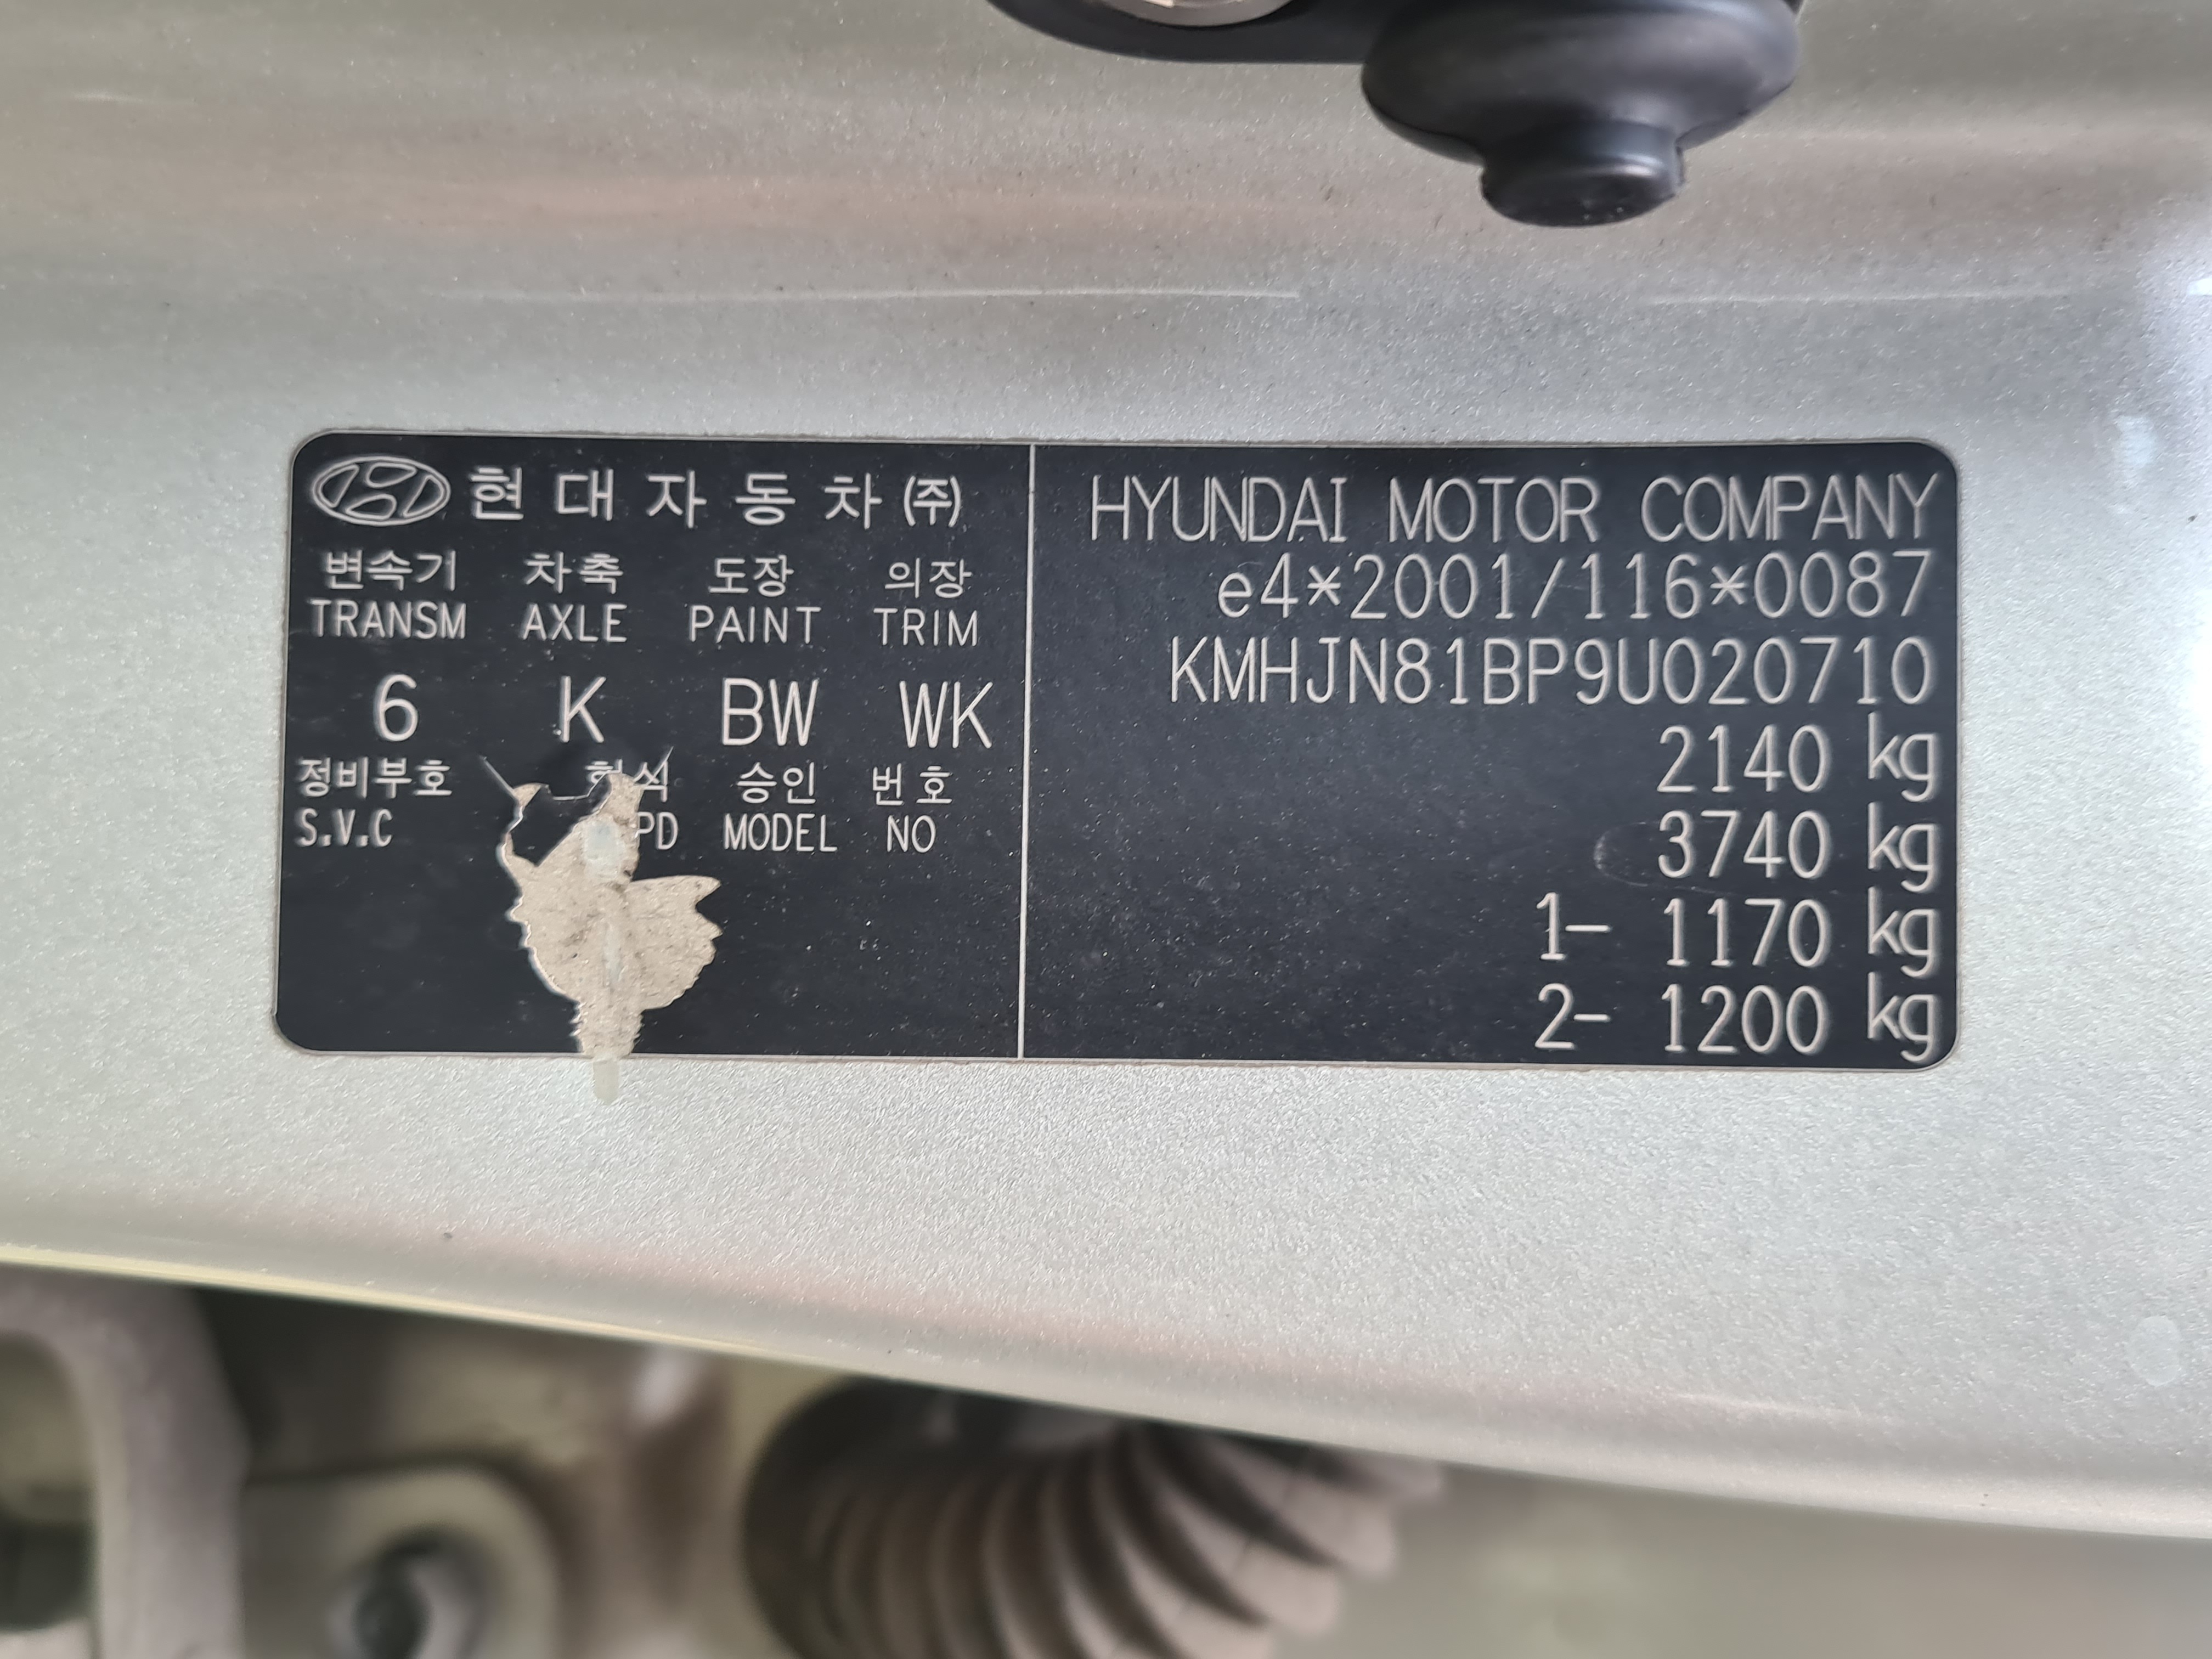 현대자동차(주)
변속기 차축 도장 의장
TRANSM AXLE PAINT TRIM
6 K BW WK
정비부호 형식 승인 번호
S.V.C PD MODEL NO
HYUNDAI MOTOR COMPANY
e4*2001/116*0087
KMHJN81BP9U020710
2140 kg
3740 kg
1- 1170 kg
2- 1200 kg